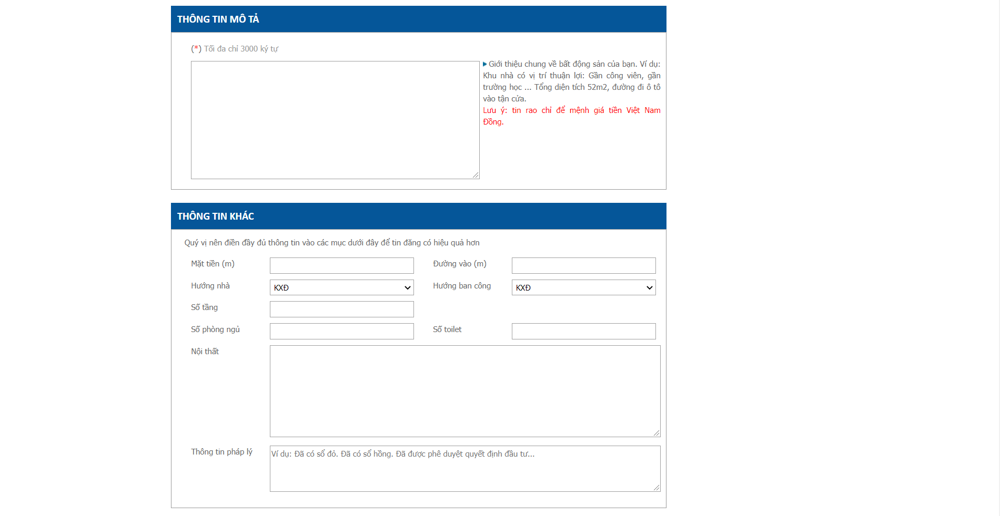 THÔNG TIN MÔ TẢ
(*) Tối đa chỉ 3000 ký tự
Giới thiệu chung về bất động sản của bạn. Ví dụ:
Khu nhà có vị trí thuận lợi: Gần công viên, gần
trường học ... Tổng diện tích 52m2, đường đi ô tô
vào tận cửa.
Lưu ý: tin rao chỉ để mệnh giá tiền Việt Nam
Đồng.
THÔNG TIN KHÁC
Quý vị nên điền đầy đủ thông tin vào các mục dưới đây để tin đăng có hiệu quả hơn
Mặt tiền (m)
Đường vào (m)
Hướng nhà
KXĐ
Hướng ban công
KXĐ
Số tầng
Số phòng ngủ
Số toilet
Nội thất
Thông tin pháp lý
Ví dụ: Đã có sổ đỏ. Đã có sổ hồng. Đã được phê duyệt quyết định đầu tư...